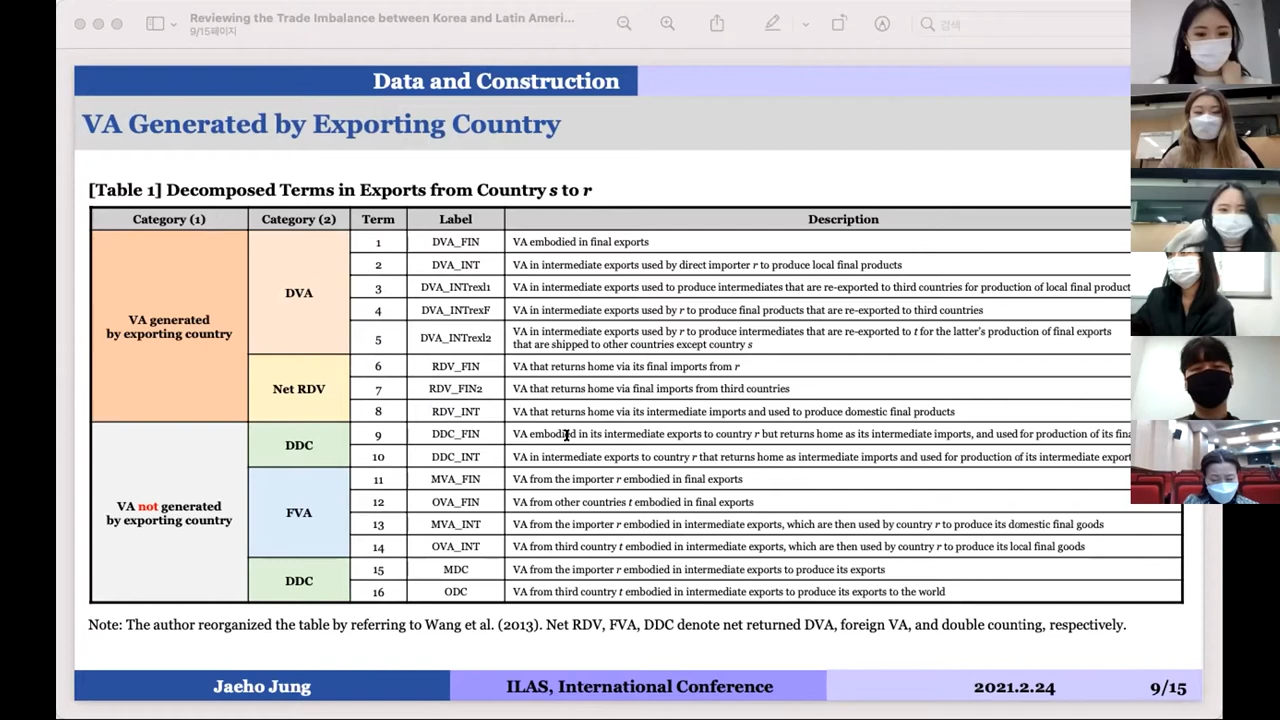 Reviewing the Trade Imbalance between Korea and Latin Ameri...
9/15페이지
검색
Data and Construction
VA Generated by Exporting Country
[Table 1] Decomposed Terms in Exports from Country s to r
Category (1) Category (2) Term Label Description
VA generated
by exporting country
DVA
1 DVA_FIN VA embodied in final exports
2 DVA_INT VA in intermediate exports used by direct importer r to produce local final products
3 DVA_INTrexI1 VA in intermediate exports used to produce intermediates that are re-exported to third countries for production of local final product
4 DVA_INTrexF VA in intermediate exports used by r to produce final products that are re-exported to third countries
5 DVA_INTrexI2 VA in intermediate exports used by r to produce intermediates that are re-exported to t for the latter's production of final exports
that are shipped to other countries except country s
Net RDV
6 RDV_FIN VA that returns home via its final imports from r
7 RDV_FIN2 VA that returns home via final imports from third countries
8 RDV_INT VA that returns home via its intermediate imports and used to produce domestic final products
VA not generated
by exporting country
DDC
9 DDC_FIN VA embodied in its intermediate exports to country r but returns home as its intermediate imports, and used for production of its fina
10 DDC_INT VA in intermediate exports to country r that returns home as intermediate imports and used for production of its intermediate export
FVA
11 MVA_FIN VA from the importer r embodied in final exports
12 OVA_FIN VA from other countries t embodied in final exports
13 MVA_INT VA from the importer r embodied in intermediate exports, which are then used by country r to produce its domestic final goods
14 OVA_INT VA from third country t embodied in intermediate exports, which are then used by country r to produce its local final goods
DDC
15 MDC VA from the importer r embodied in intermediate exports to produce its exports
16 ODC VA from third country t embodied in intermediate exports to produce its exports to the world
Note: The author reorganized the table by referring to Wang et al. (2013). Net RDV, FVA, DDC denote net returned DVA, foreign VA, and double counting, respectively.
Jaeho Jung ILAS, International Conference 2021.2.24 9/15